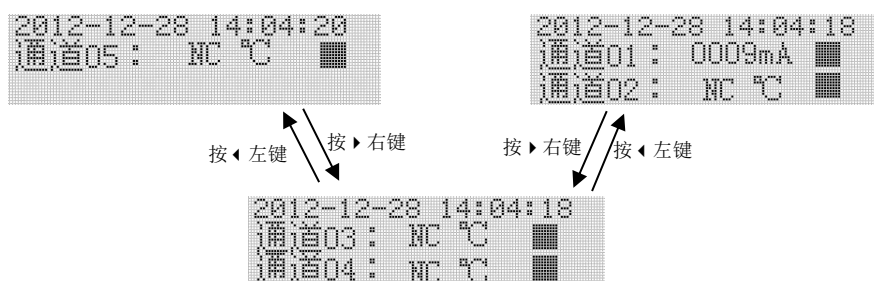 2012-12-28 14:04:20
通道05： NC ℃
2012-12-28 14:04:18
通道01： 0009mA
通道02： NC ℃
按◀左键
按▶右键
按▶右键
按◀左键
2012-12-28 14:04:18
通道03： NC ℃
通道04： NC ℃